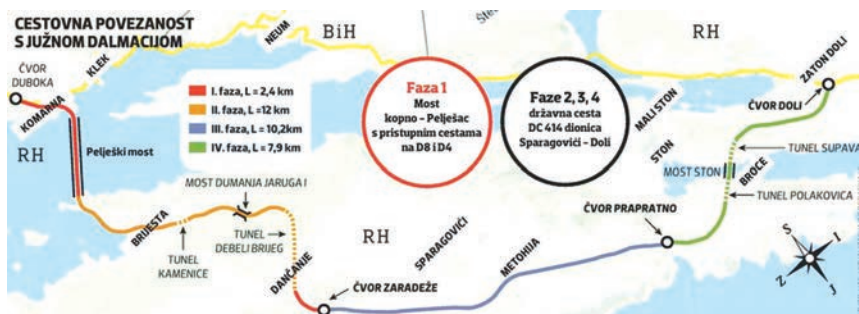 CESTOVNA POVEZANOST
S JUŽNOM DALMACIJOM
ČVOR
DUBOKA
KOMARNA
KLEK
NEUM
BiH
RH
RH
I. faza, L = 2,4 km
II. faza, L =12 km
III. faza, L = 10,2km
IV. faza, L = 7,9 km
Faza 1
Most
kopno – Pelješac
s pristupnim cestama
na D8 i D4
Faze 2, 3, 4
državna cesta
DC 414 dionica
Sparagovići – Doli
Pelješki most
MOST DUMANJA JARUGA I
BRIJESTA
TUNEL
KAMENICE
TUNEL
DEBELI BRIJEG
DANČANJE
ČVOR ZARADEŽE
RH
SPARAGOVIĆI
METOHIJA
ČVOR PRAPRATNO
MALI STON
STON
MOST STON
BROCE
ZATON DOLI
ČVOR DOLI
TUNEL SUPAVA
TUNEL POLAKOVICA
S
I
Z
J